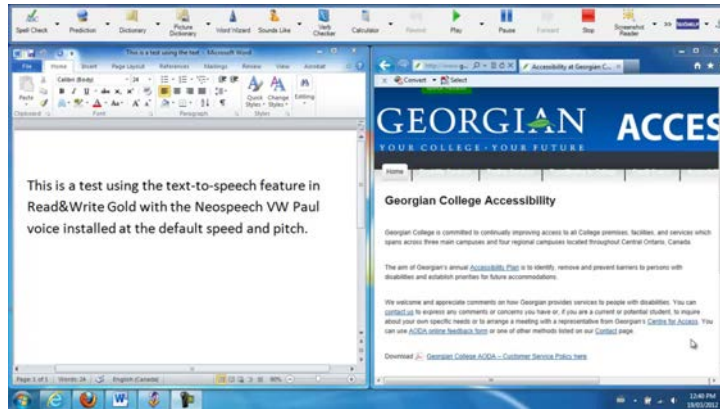 Spell Check Prediction Dictionary Picture Dictionary Word Wizard Sounds Like Verb Checker Calculator Rewind Play Pause Forward Stop Screenshot Reader
This is a test using the text - Microsoft Word
File Home Insert Page Layout References Mailings Review View Acrobat
Calibri (Body) 24
Paste
Quick Styles Change Styles Editing
Clipboard Font Paragraph Styles
This is a test using the text-to-speech feature in
Read&Write Gold with the Neospeech VW Paul
voice installed at the default speed and pitch.
Page: 1 of 1 Words: 24 English (Canada) 90%
Accessibility at Georgian C...
x Convert Select
GEORGIAN ACCES
YOUR COLLEGE · YOUR FUTURE
Home
Georgian College Accessibility
Georgian College is committed to continually improving access to all College premises, facilities, and services which
spans across three main campuses and four regional campuses located throughout Central Ontario, Canada.
The aim of Georgian's annual Accessibility Plan is to identify, remove and prevent barriers to persons with
disabilities and establish priorities for future accommodations.
We welcome and appreciate comments on how Georgian provides services to people with disabilities. You can
contact us to express any comments or concerns you have or, if you are a current or potential student, to inquire
about your own specific needs or to arrange a meeting with a representative from Georgian's Centre for Access. You
can use AODA online feedback form or one of other methods listed on our Contact page.
Download Georgian College AODA – Customer Service Policy here
12:40 PM
19/03/2012